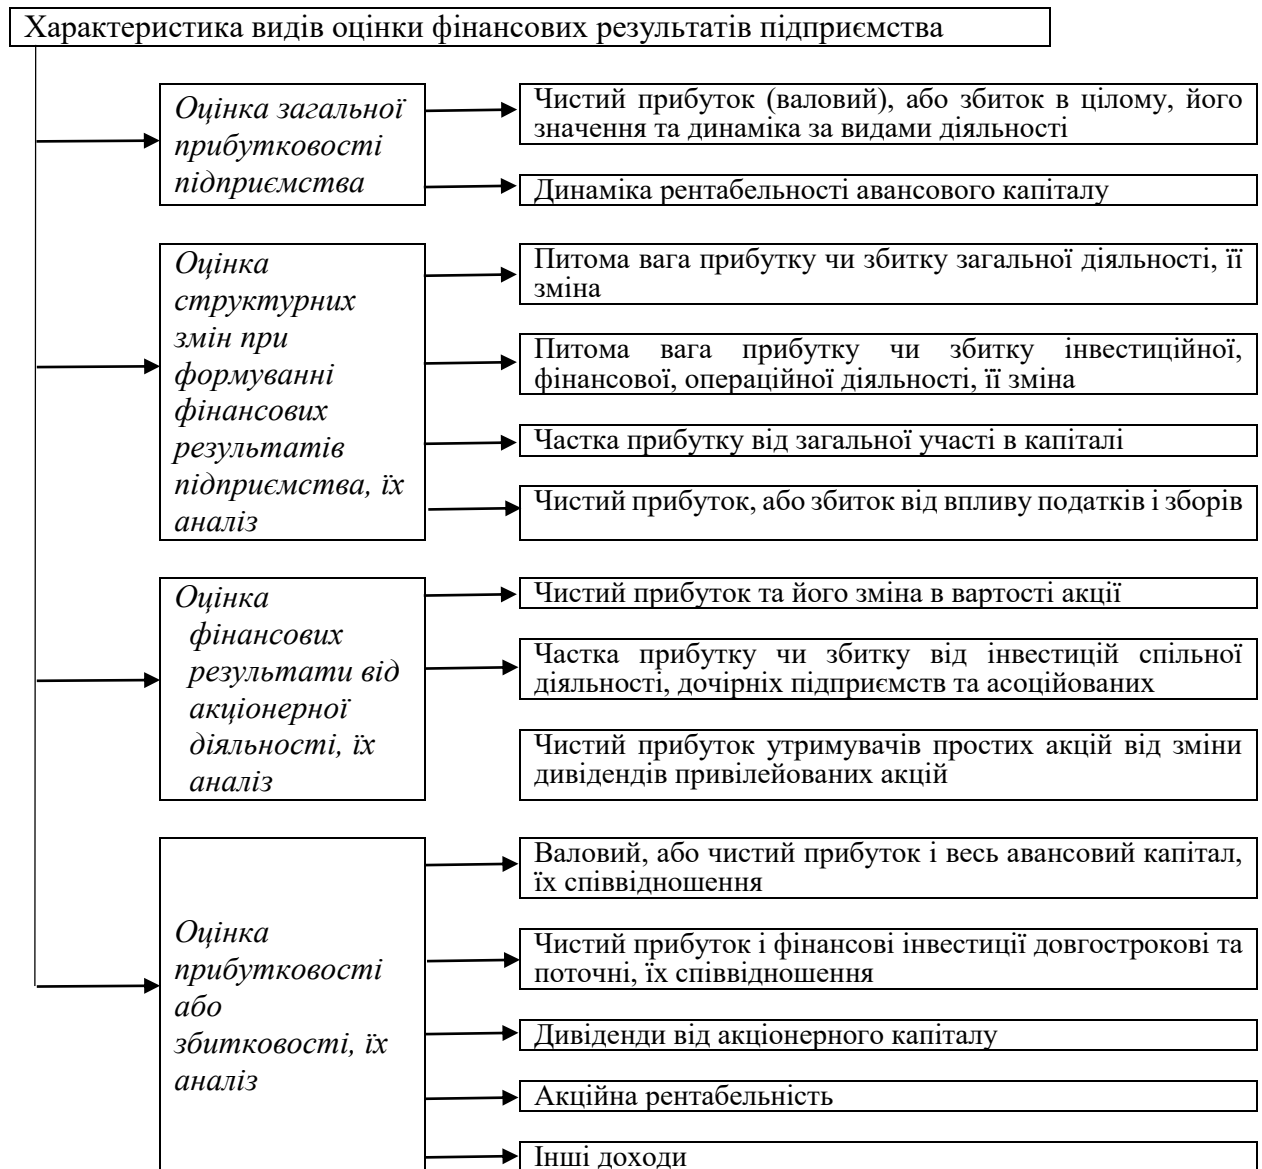 Характеристика видів оцінки фінансових результатів підприємства
Оцінка загальної
прибутковості
підприємства
Чистий прибуток (валовий), або збиток в цілому, його
значення та динаміка за видами діяльності
Динаміка рентабельності авансового капіталу
Оцінка
структурних
змін при
формуванні
фінансових
результатів
підприємства, їх
аналіз
Питома вага прибутку чи збитку загальної діяльності, її
зміна
Питома вага прибутку чи збитку інвестиційної,
фінансової, операційної діяльності, її зміна
Частка прибутку від загальної участі в капіталі
Чистий прибуток, або збиток від впливу податків і зборів
Оцінка
фінансових
результати від
акціонерної
діяльності, їх
аналіз
Чистий прибуток та його зміна в вартості акції
Частка прибутку чи збитку від інвестицій спільної
діяльності, дочірніх підприємств та асоційованих
Чистий прибуток утримувачів простих акцій від зміни
дивідендів привілейованих акцій
Оцінка
прибутковості
або
збитковості, їх
аналіз
Валовий, або чистий прибуток і весь авансовий капітал,
їх співвідношення
Чистий прибуток і фінансові інвестиції довгострокові та
поточні, їх співвідношення
Дивіденди від акціонерного капіталу
Акційна рентабельність
Інші доходи